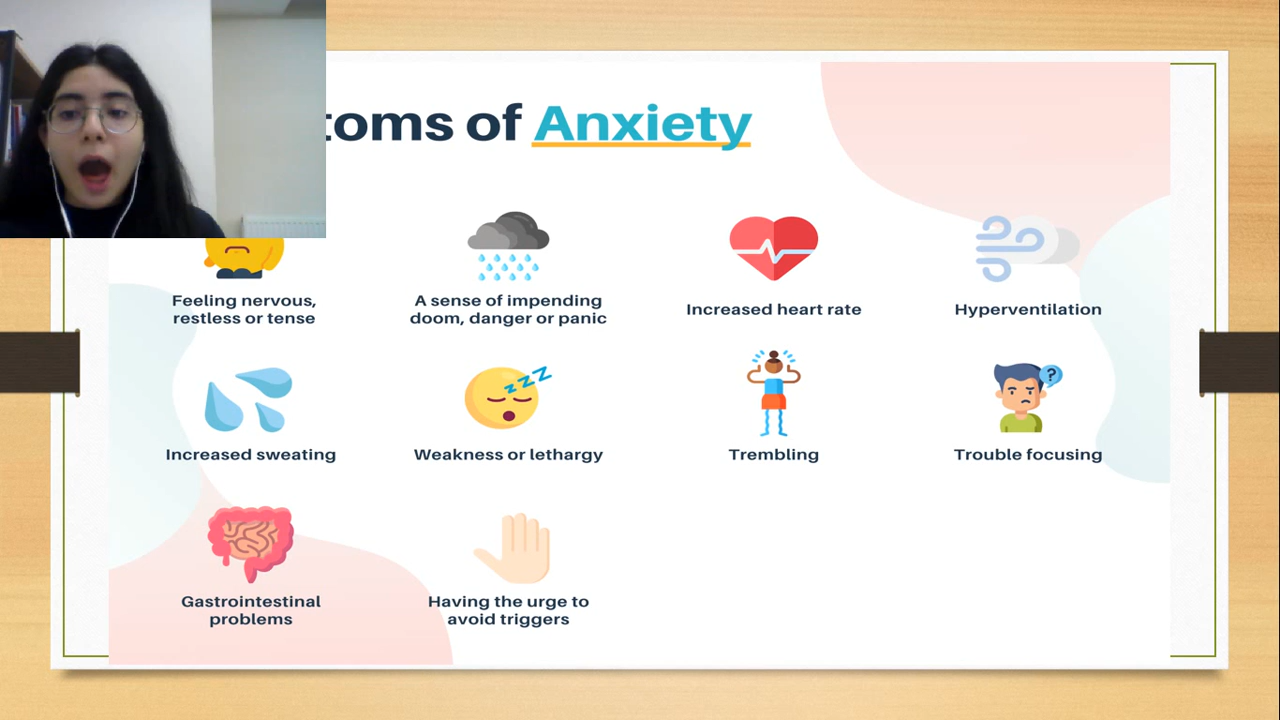 toms of Anxiety
Feeling nervous,
restless or tense
A sense of impending
doom, danger or panic
Increased heart rate
Hyperventilation
Increased sweating
zzz
Weakness or lethargy
Trembling
?
Trouble focusing
Gastrointestinal
problems
Having the urge to
avoid triggers